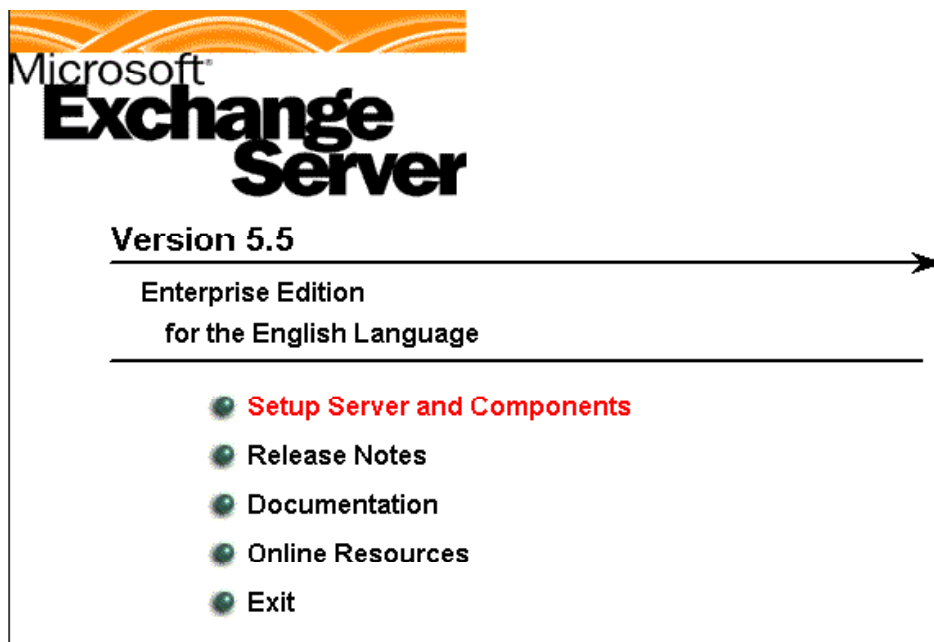 Microsoft®
Exchange
Server
Version 5.5
Enterprise Edition
for the English Language
Setup Server and Components
Release Notes
Documentation
Online Resources
Exit